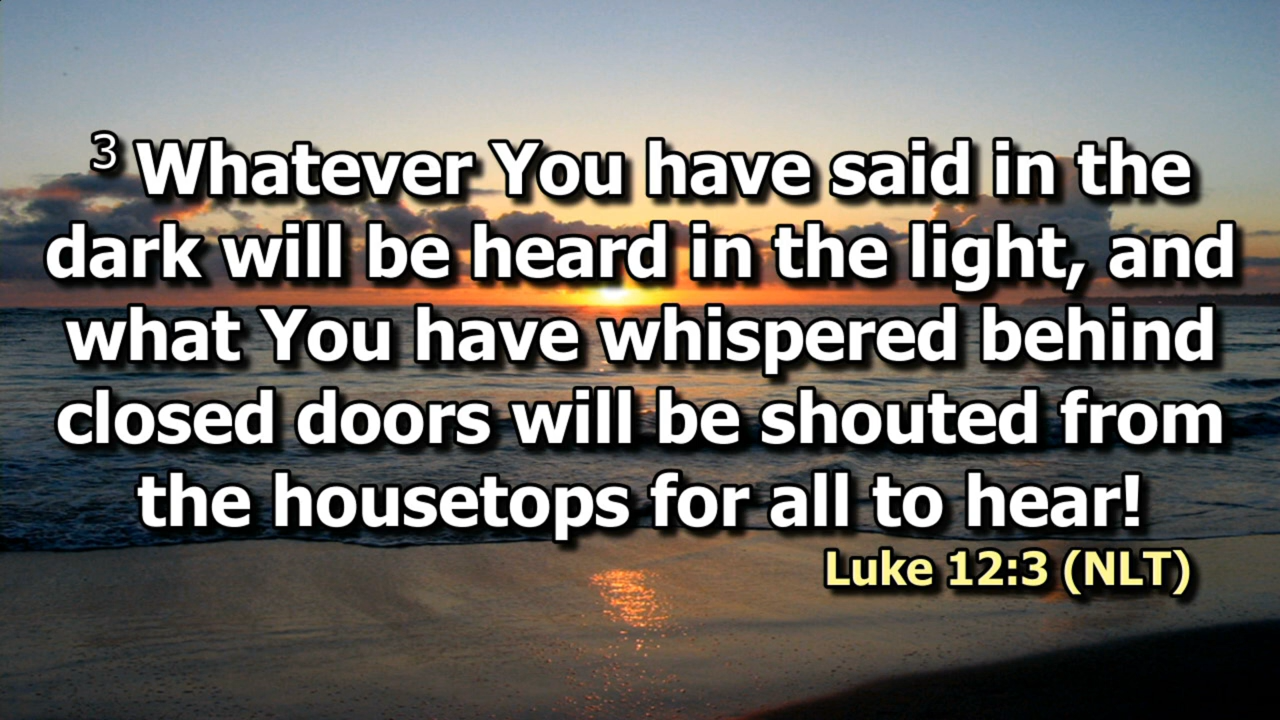 3 Whatever You have said in the
dark will be heard in the light, and
what You have whispered behind
closed doors will be shouted from
the housetops for all to hear!
Luke 12:3 (NLT)